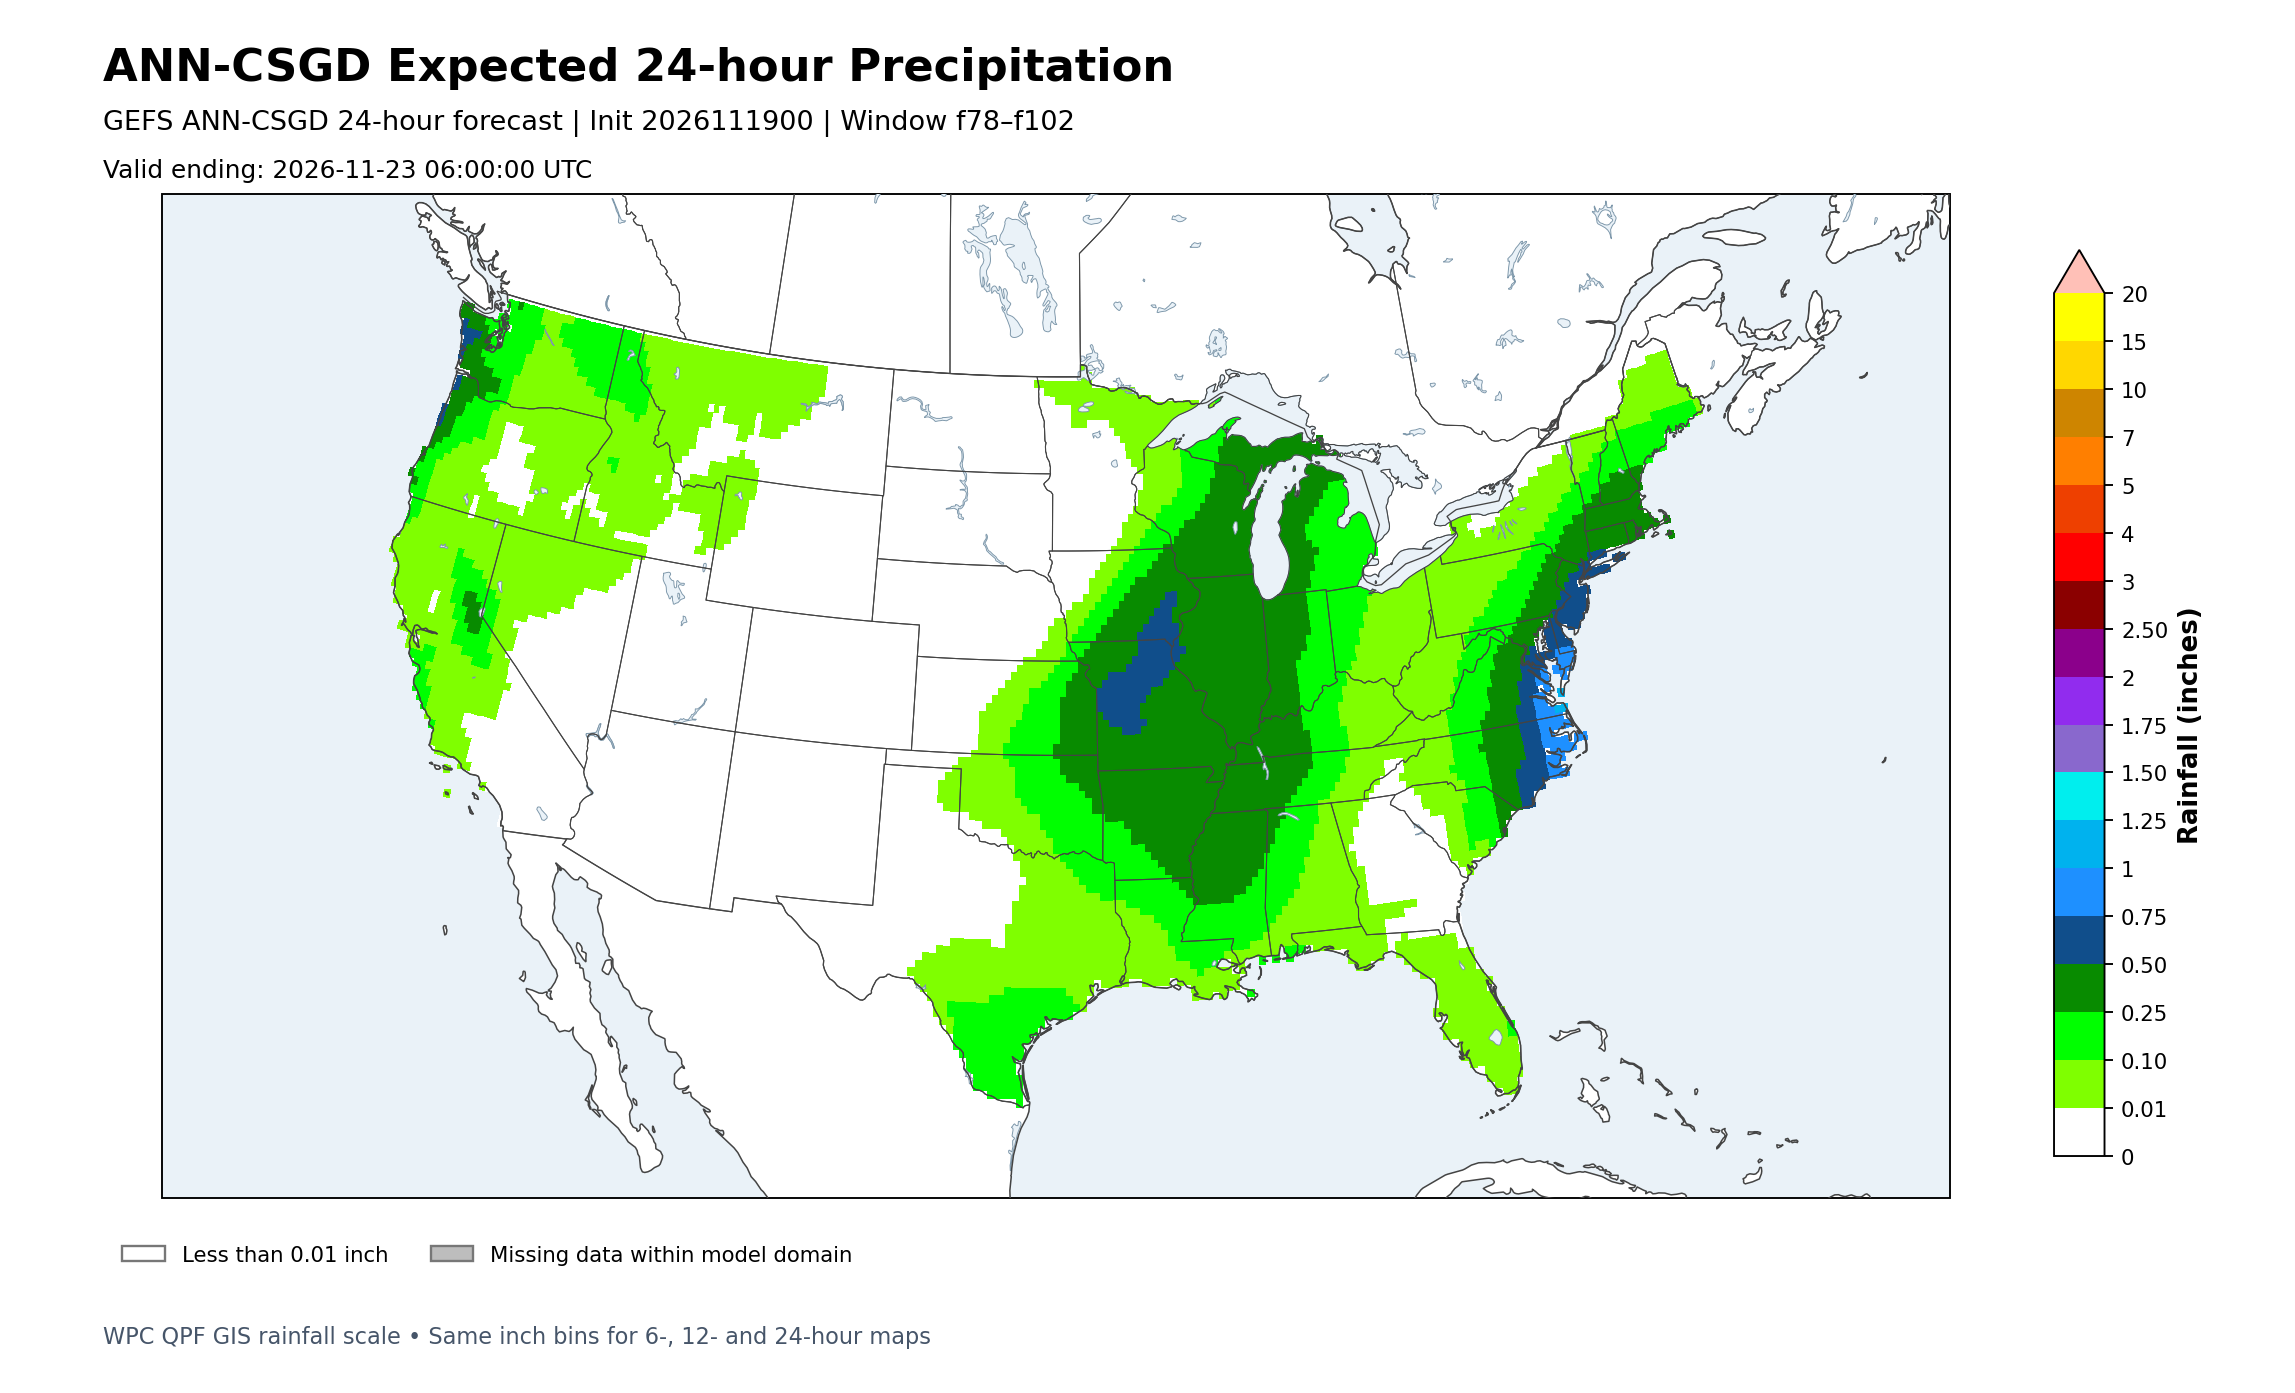 ANN-CSGD Expected 24-hour Precipitation
GEFS ANN-CSGD 24-hour forecast | Init 2026111900 | Window f78–f102
Valid ending: 2026-11-23 06:00:00 UTC
20
15
10
7
5
4
3
2.50
2
1.75
1.50
1.25
1
0.75
0.50
0.25
0.10
0.01
0
Rainfall (inches)
Less than 0.01 inch
Missing data within model domain
WPC QPF GIS rainfall scale • Same inch bins for 6-, 12- and 24-hour maps